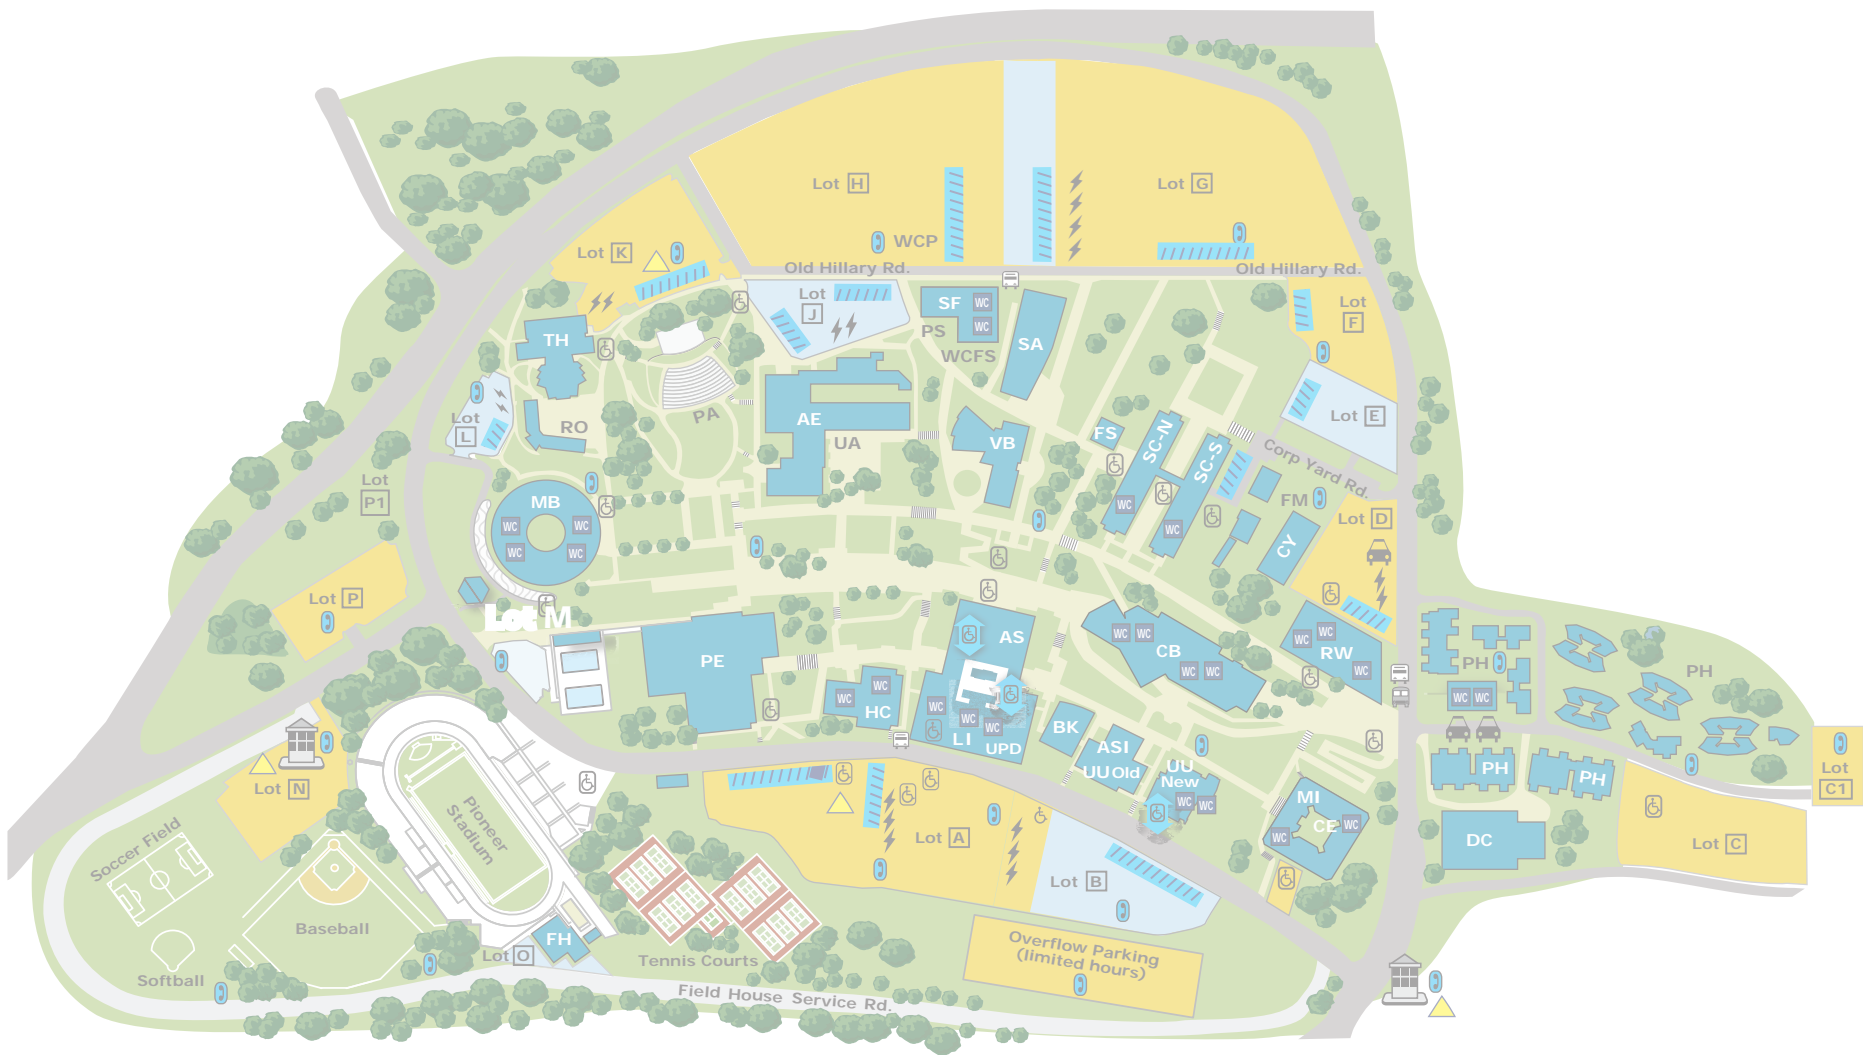 Lot H
Lot G
WCP
Lot K
Old Hillary Rd.
Old Hillary Rd.
Lot
J
SF
WC
WC
PS
WCFS
SA
Lot
F
TH
Lot
L
RO
PA
AE
UA
VB
FS
SC-N
SC-S
WC
WC
Lot E
Corp Yard Rd.
FM
Lot D
CY
Lot
P1
MB
WC
WC
WC
WC
Lot P
Lot M
PE
AS
WC
WC
CB
WC
WC
WC
WC
RW
WC
PH
WC
WC
PH
WC
WC
HC
WC
WC
WC
LI
UPD
BK
ASI
UU Old
UU
New
WC
WC
MI
CE
WC
WC
PH
PH
DC
Lot
C1
Lot C
Lot N
Pioneer
Stadium
Soccer Field
Lot A
Lot B
Baseball
Softball
Lot O
FH
Tennis Courts
Overflow Parking
(limited hours)
Field House Service Rd.